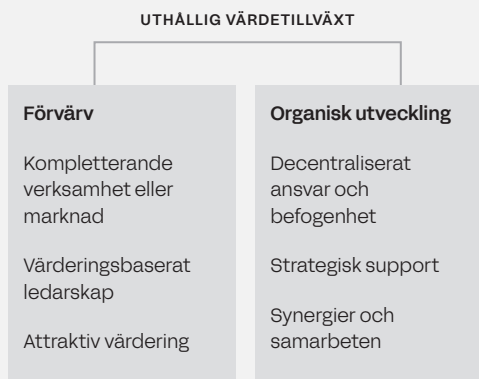 UTHÅLLIG VÄRDETILLVÄXT
Förvärv
Kompletterande
verksamhet eller
marknad
Värderingsbaserat
ledarskap
Attraktiv värdering
Organisk utveckling
Decentraliserat
ansvar och
befogenhet
Strategisk support
Synergier och
samarbeten